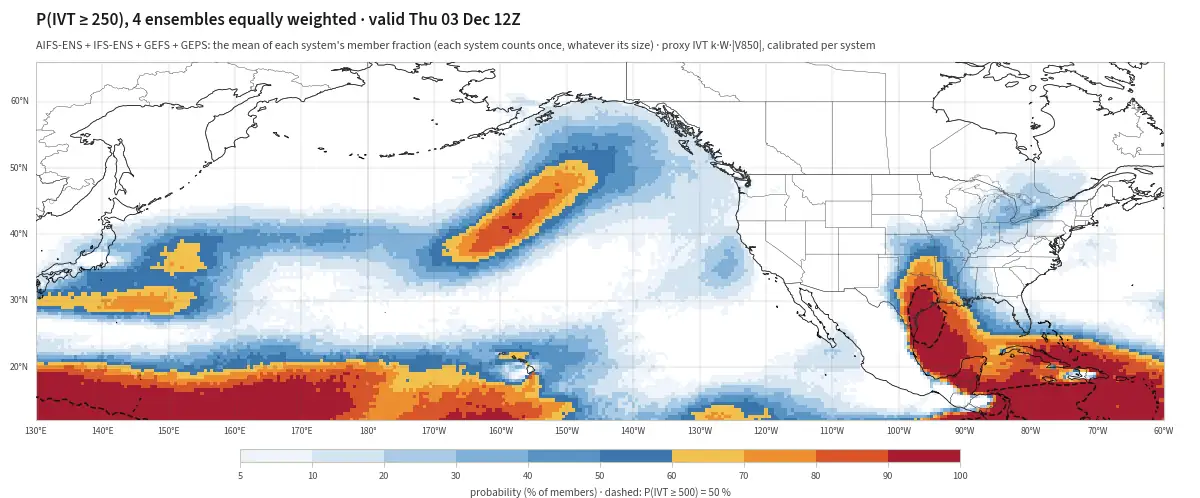 P(IVT ≥ 250), 4 ensembles equally weighted · valid Thu 03 Dec 12Z
AIFS-ENS + IFS-ENS + GEFS + GEPS: the mean of each system's member fraction (each system counts once, whatever its size) · proxy IVT k·W·|V850|, calibrated per system
60°N
50°N
40°N
30°N
20°N
130°E 140°E 150°E 160°E 170°E 180° 170°W 160°W 150°W 140°W 130°W 120°W 110°W 100°W 90°W 80°W 70°W 60°W
5 10 20 30 40 50 60 70 80 90 100
probability (% of members) · dashed: P(IVT ≥ 500) = 50 %